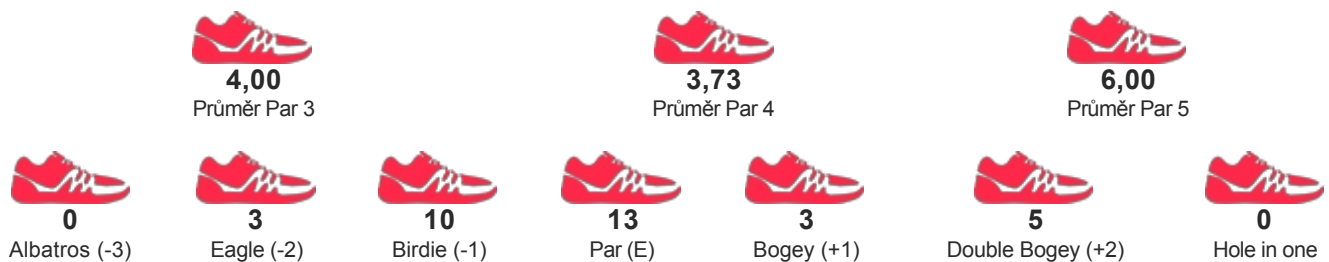 4,00 3,73 6,00
Průměr Par 3 Průměr Par 4 Průměr Par 5
0 3 10 13 3 5 0
Albatros (-3) Eagle (-2) Birdie (-1) Par (E) Bogey (+1) Double Bogey (+2) Hole in one